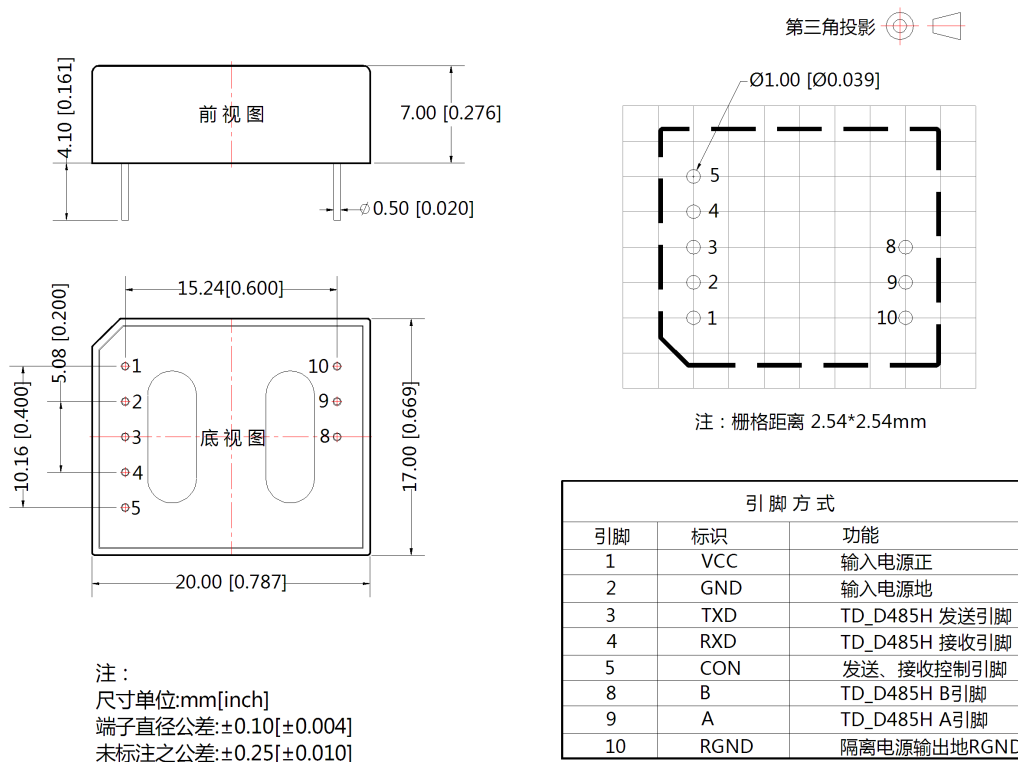 第三角投影
4.10 [0.161]
前视图
7.00 [0.276]
Ø0.50 [0.020]
Ø1.00 [Ø0.039]
5
4
3
2
1
8
9
10
注：栅格距离 2.54*2.54mm
15.24[0.600]
5.08 [0.200]
10.16 [0.400]
1
2
3
4
5
10
9
8
底视图
17.00 [0.669]
20.00 [0.787]
注：
尺寸单位:mm[inch]
端子直径公差:±0.10[±0.004]
未标注之公差:±0.25[±0.010]
引脚方式
引脚 标识 功能
1 VCC 输入电源正
2 GND 输入电源地
3 TXD TD_D485H 发送引脚
4 RXD TD_D485H 接收引脚
5 CON 发送、接收控制引脚
8 B TD_D485H B引脚
9 A TD_D485H A引脚
10 RGND 隔离电源输出地RGND